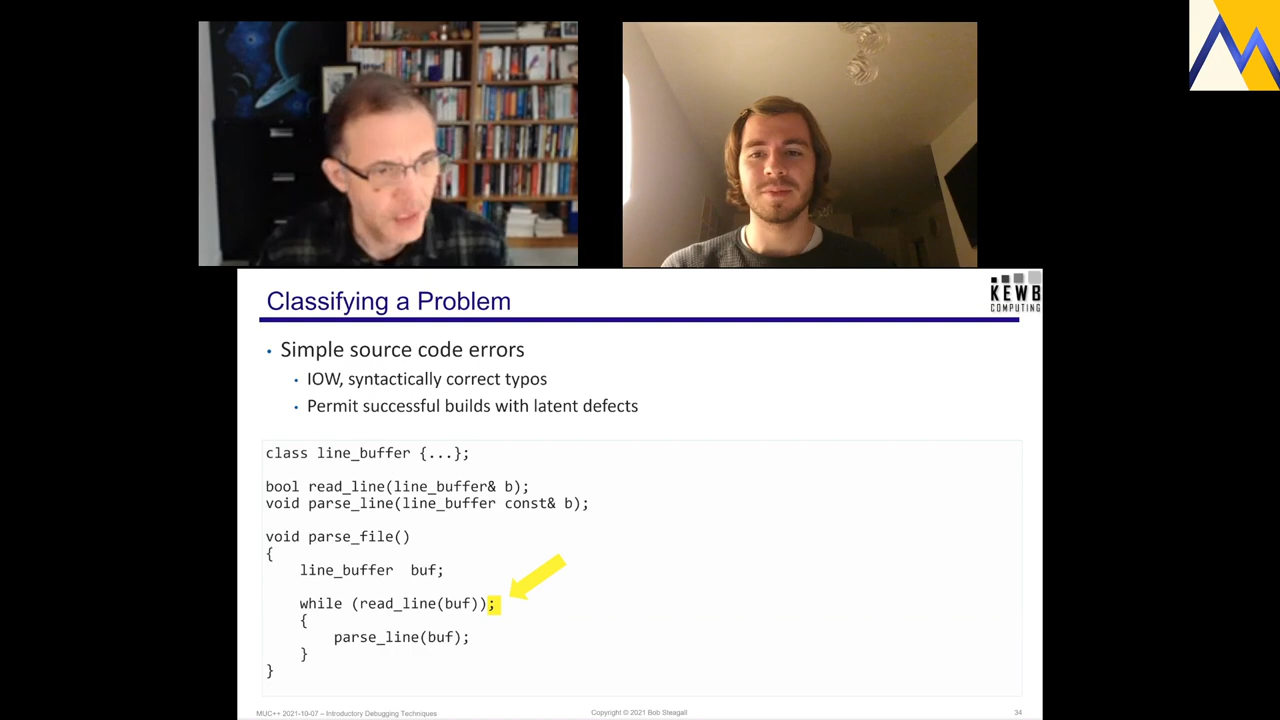 KEWB
COMPUTING
Classifying a Problem
• Simple source code errors
• IOW, syntactically correct typos
• Permit successful builds with latent defects
class line_buffer {...};
bool read_line(line_buffer& b);
void parse_line(line_buffer const& b);
void parse_file()
{
    line_buffer  buf;
    while (read_line(buf));
    {
        parse_line(buf);
    }
}
MUC++ 2021-10-07 – Introductory Debugging Techniques
Copyright © 2021 Bob Steagall
34